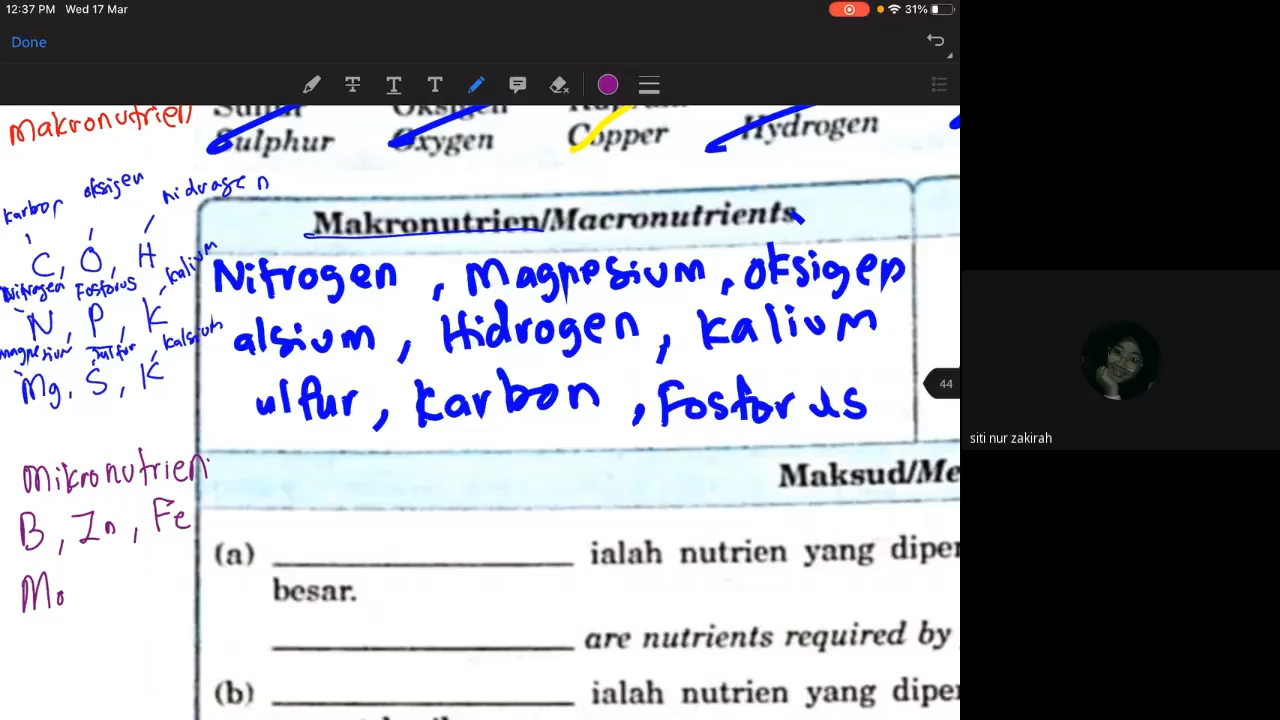 12:37 PM Wed 17 Mar
31%
Done
T T T
Makronutrien
Sulphur Oxygen Copper Hydrogen
oksigen
hidrogen
karbon
C, O, H
kalium
Nitrogen Fosforus
N, P, K
magnesium sulfur kalsium
Mg, S, K
Makronutrien/Macronutrients
Nitrogen, Magnesium, oksigen
alsium, Hidrogen, kalium
ulfur, karbon, Fosforus
44
siti nur zakirah
Mikronutrien
B, Zn, Fe
Mo
Maksud/Me
(a) ____________ ialah nutrien yang diper
besar.
____________ are nutrients required by
(b) ____________ ialah nutrien yang diper